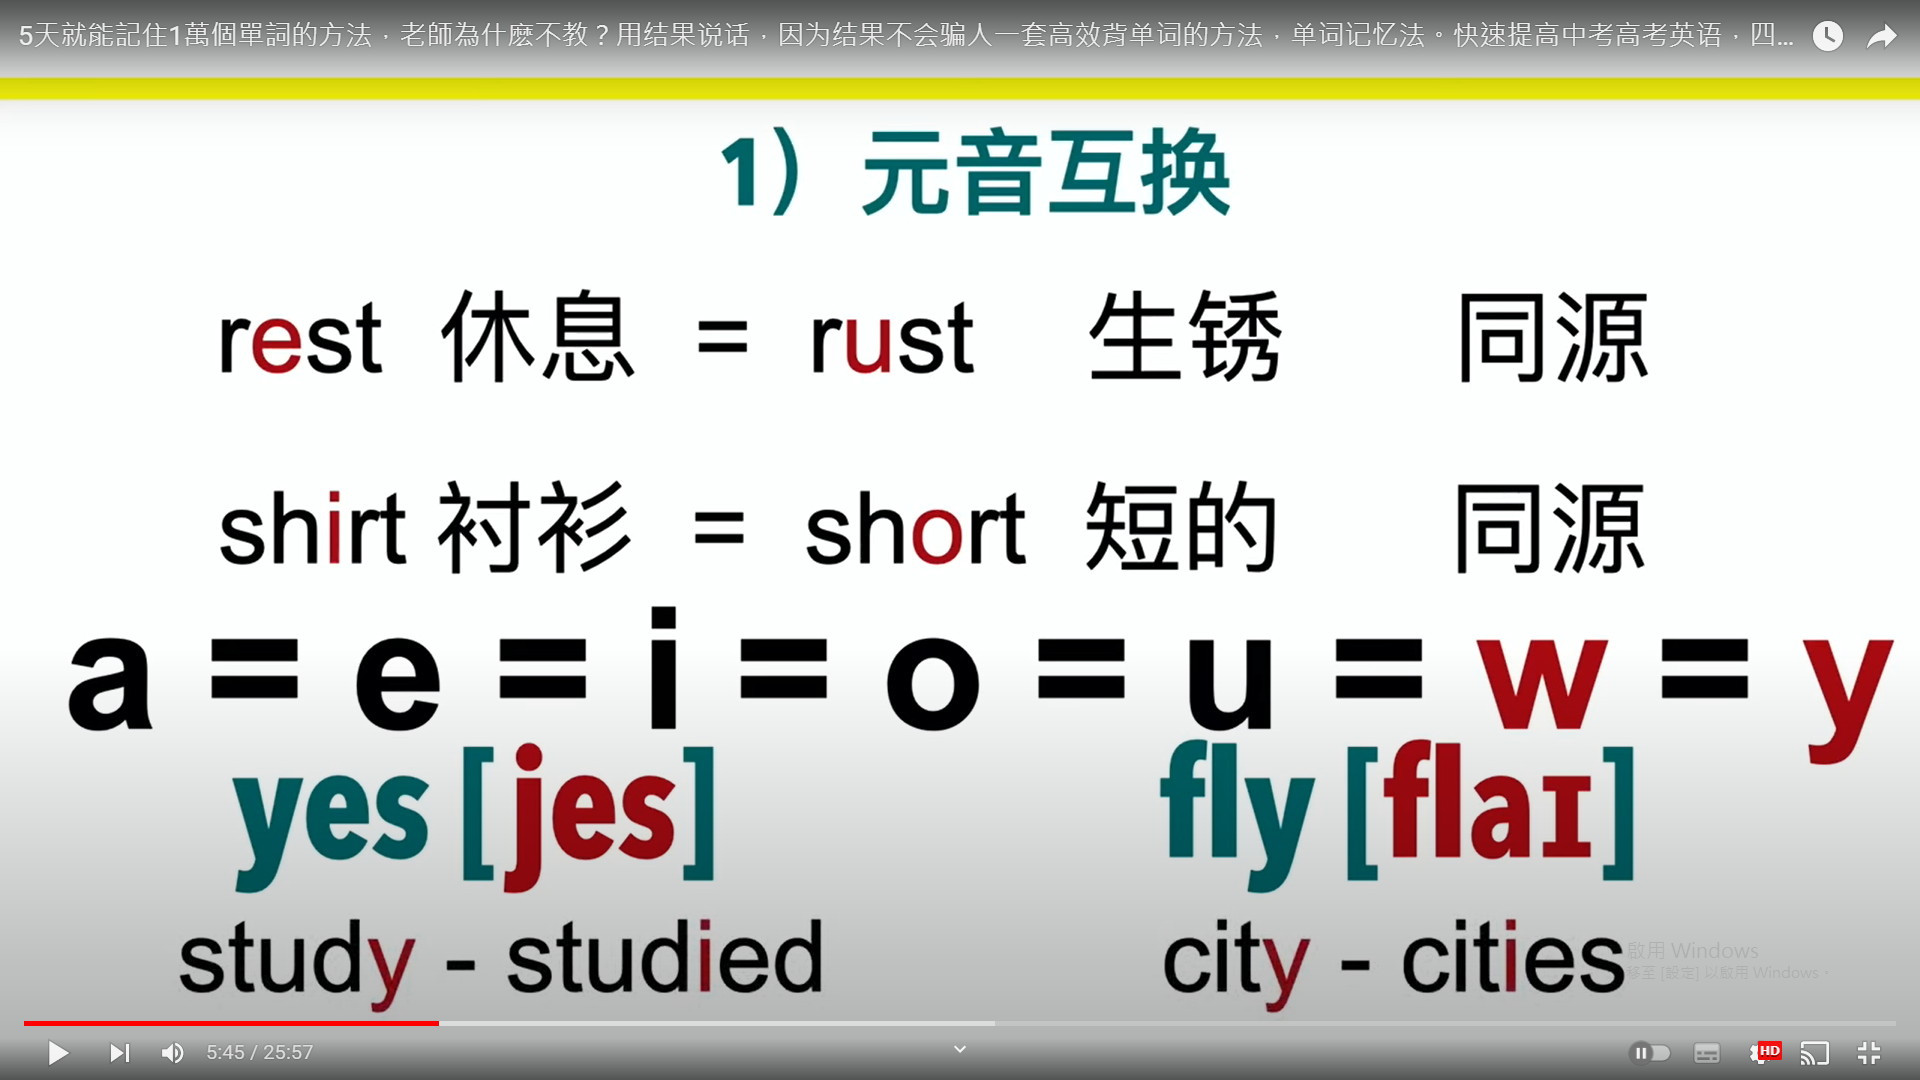 5天就能記住1萬個單詞的方法，老師為什麽不教？用结果说话，因为结果不会骗人一套高效背单词的方法，单词记忆法。快速提高中考高考英语，四...
1）元音互换
rest 休息 = rust 生锈 同源
shirt 衬衫 = short 短的 同源
a = e = i = o = u = w = y
yes [jes] fly [flaɪ]
study - studied city - cities
啟用 Windows
移至 [設定] 以啟用 Windows。
5:45 / 25:57
HD